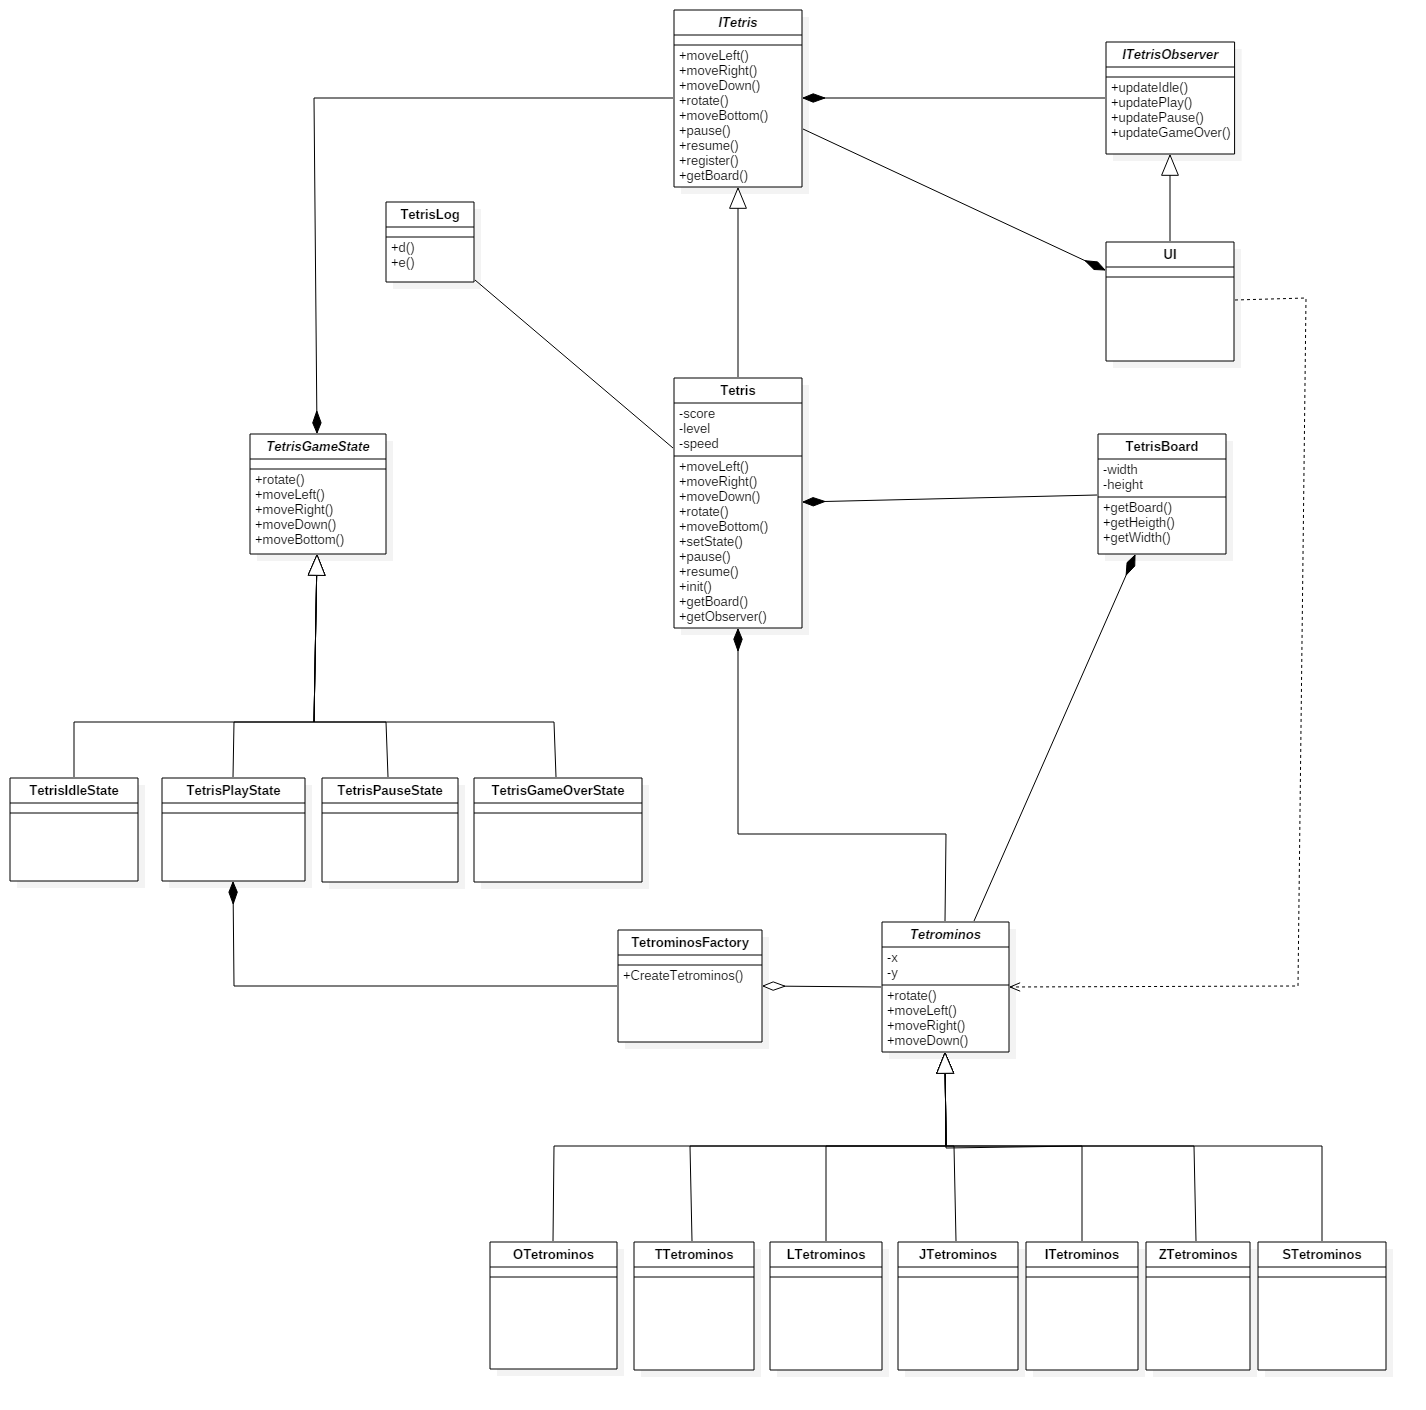 ITetris
+moveLeft()
+moveRight()
+moveDown()
+rotate()
+moveBottom()
+pause()
+resume()
+register()
+getBoard()
ITetrisObserver
+updateIdle()
+updatePlay()
+updatePause()
+updateGameOver()
TetrisLog
+d()
+e()
UI
Tetris
-score
-level
-speed
+moveLeft()
+moveRight()
+moveDown()
+rotate()
+moveBottom()
+setState()
+pause()
+resume()
+init()
+getBoard()
+getObserver()
TetrisGameState
+rotate()
+moveLeft()
+moveRight()
+moveDown()
+moveBottom()
TetrisBoard
-width
-height
+getBoard()
+getHeigth()
+getWidth()
TetrisIdleState
TetrisPlayState
TetrisPauseState
TetrisGameOverState
TetrominosFactory
+CreateTetrominos()
Tetrominos
-x
-y
+rotate()
+moveLeft()
+moveRight()
+moveDown()
OTetrominos
TTetrominos
LTetrominos
JTetrominos
ITetrominos
ZTetrominos
STetrominos